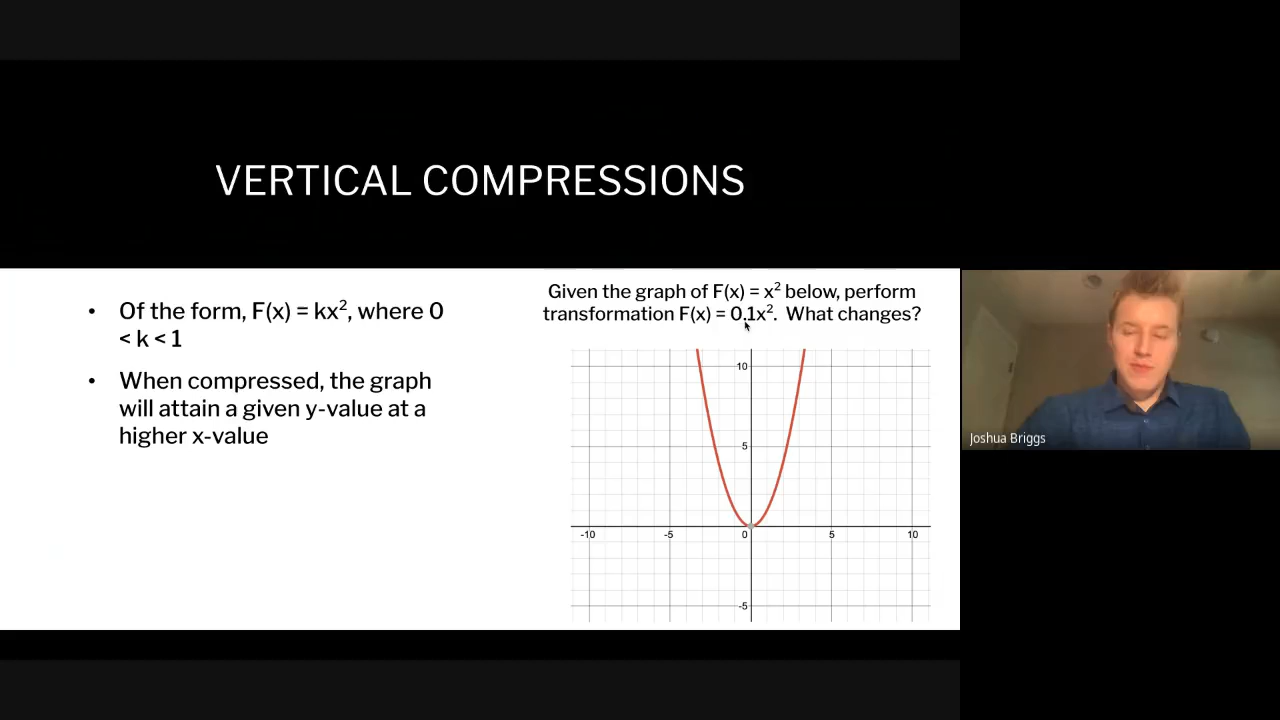 VERTICAL COMPRESSIONS
• Of the form, F(x) = kx², where 0
< k < 1
• When compressed, the graph
will attain a given y-value at a
higher x-value
Given the graph of F(x) = x² below, perform
transformation F(x) = 0.1x². What changes?
10
5
-10 -5 0 5 10
-5
Joshua Briggs